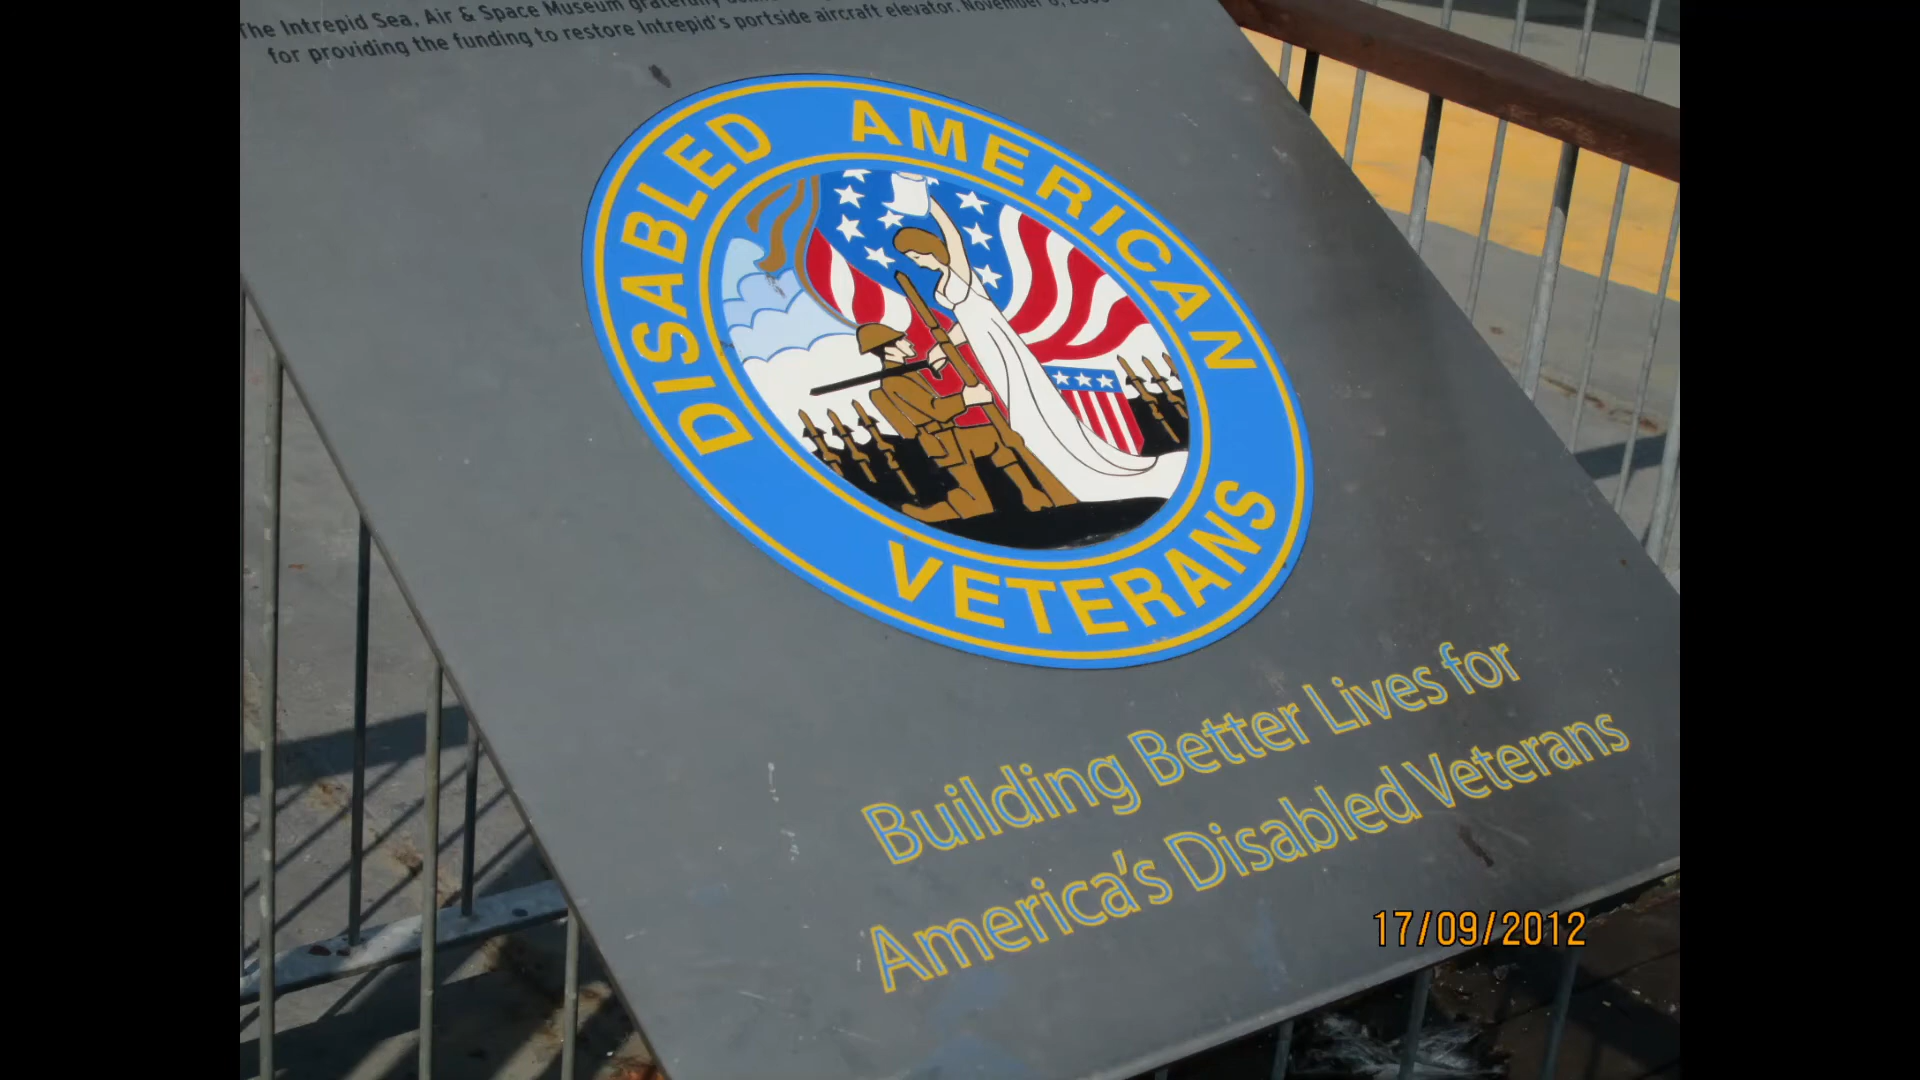 The Intrepid Sea, Air & Space Museum gratefully
for providing the funding to restore Intrepid's portside aircraft elevator. November
DISABLED AMERICAN
VETERANS
Building Better Lives for
America's Disabled Veterans
17/09/2012